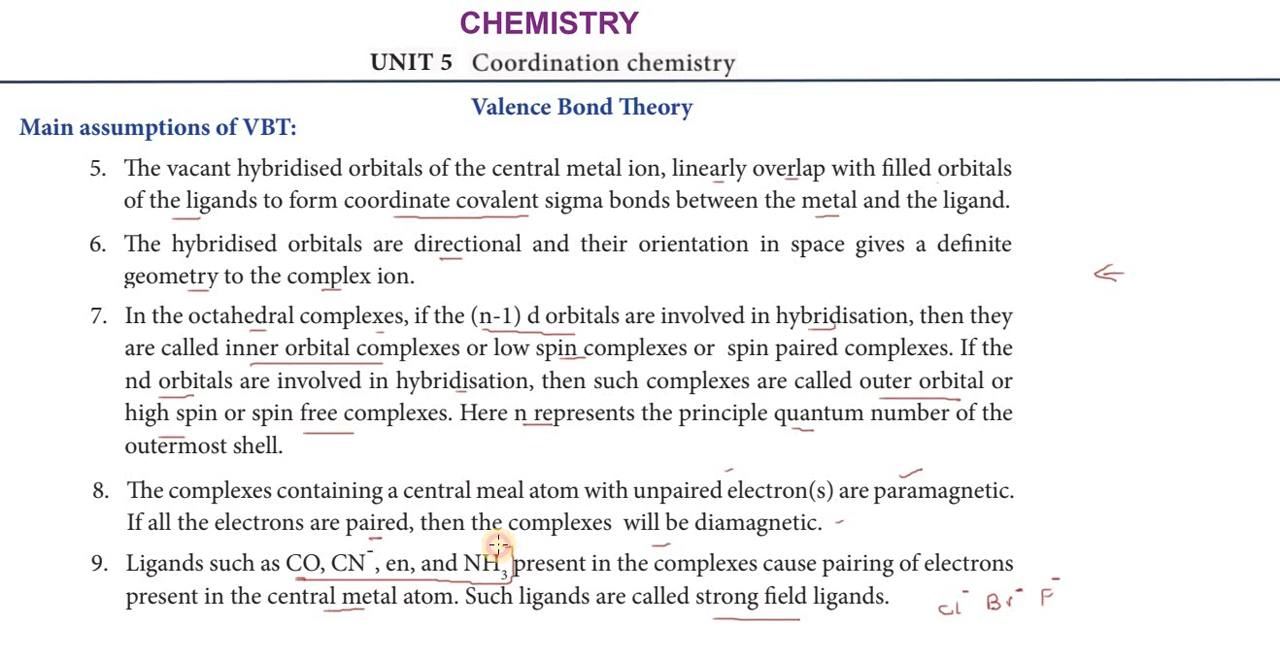 CHEMISTRY
UNIT 5 Coordination chemistry
Valence Bond Theory
Main assumptions of VBT:
5. The vacant hybridised orbitals of the central metal ion, linearly overlap with filled orbitals
of the ligands to form coordinate covalent sigma bonds between the metal and the ligand.
6. The hybridised orbitals are directional and their orientation in space gives a definite
geometry to the complex ion.
7. In the octahedral complexes, if the (n-1) d orbitals are involved in hybridisation, then they
are called inner orbital complexes or low spin complexes or spin paired complexes. If the
nd orbitals are involved in hybridisation, then such complexes are called outer orbital or
high spin or spin free complexes. Here n represents the principle quantum number of the
outermost shell.
8. The complexes containing a central meal atom with unpaired electron(s) are paramagnetic.
If all the electrons are paired, then the complexes will be diamagnetic.
9. Ligands such as CO, CN⁻, en, and NH₃ present in the complexes cause pairing of electrons
present in the central metal atom. Such ligands are called strong field ligands.
Cl⁻ Br⁻ F⁻